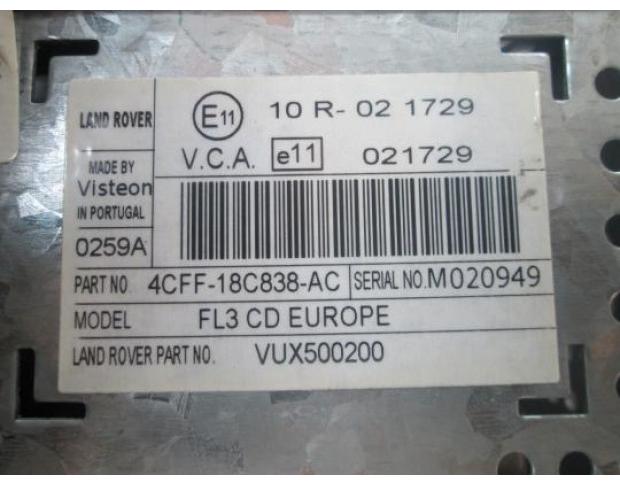 LAND ROVER E11 10 R- 02 1729
MADE BY V.C.A. e11 021729
Visteon
IN PORTUGAL
0259A
PART NO. 4CFF-18C838-AC SERIAL NO. M020949
MODEL FL3 CD EUROPE
LAND ROVER PART NO. VUX500200